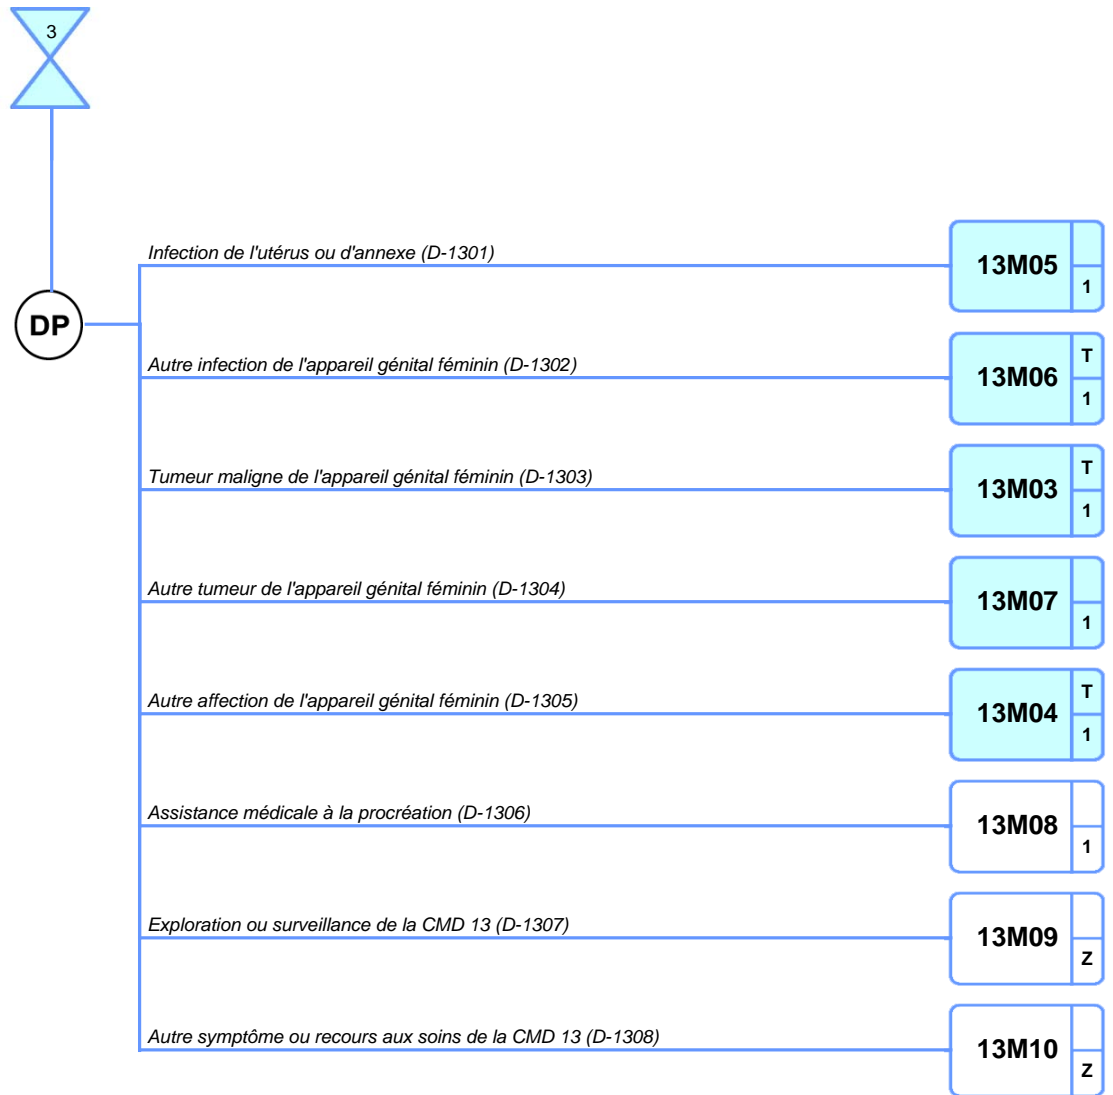 3
Infection de l'utérus ou d'annexe (D-1301)
13M05
1
DP
Autre infection de l'appareil génital féminin (D-1302)
13M06
T
1
Tumeur maligne de l'appareil génital féminin (D-1303)
13M03
T
1
Autre tumeur de l'appareil génital féminin (D-1304)
13M07
1
Autre affection de l'appareil génital féminin (D-1305)
13M04
T
1
Assistance médicale à la procréation (D-1306)
13M08
1
Exploration ou surveillance de la CMD 13 (D-1307)
13M09
Z
Autre symptôme ou recours aux soins de la CMD 13 (D-1308)
13M10
Z